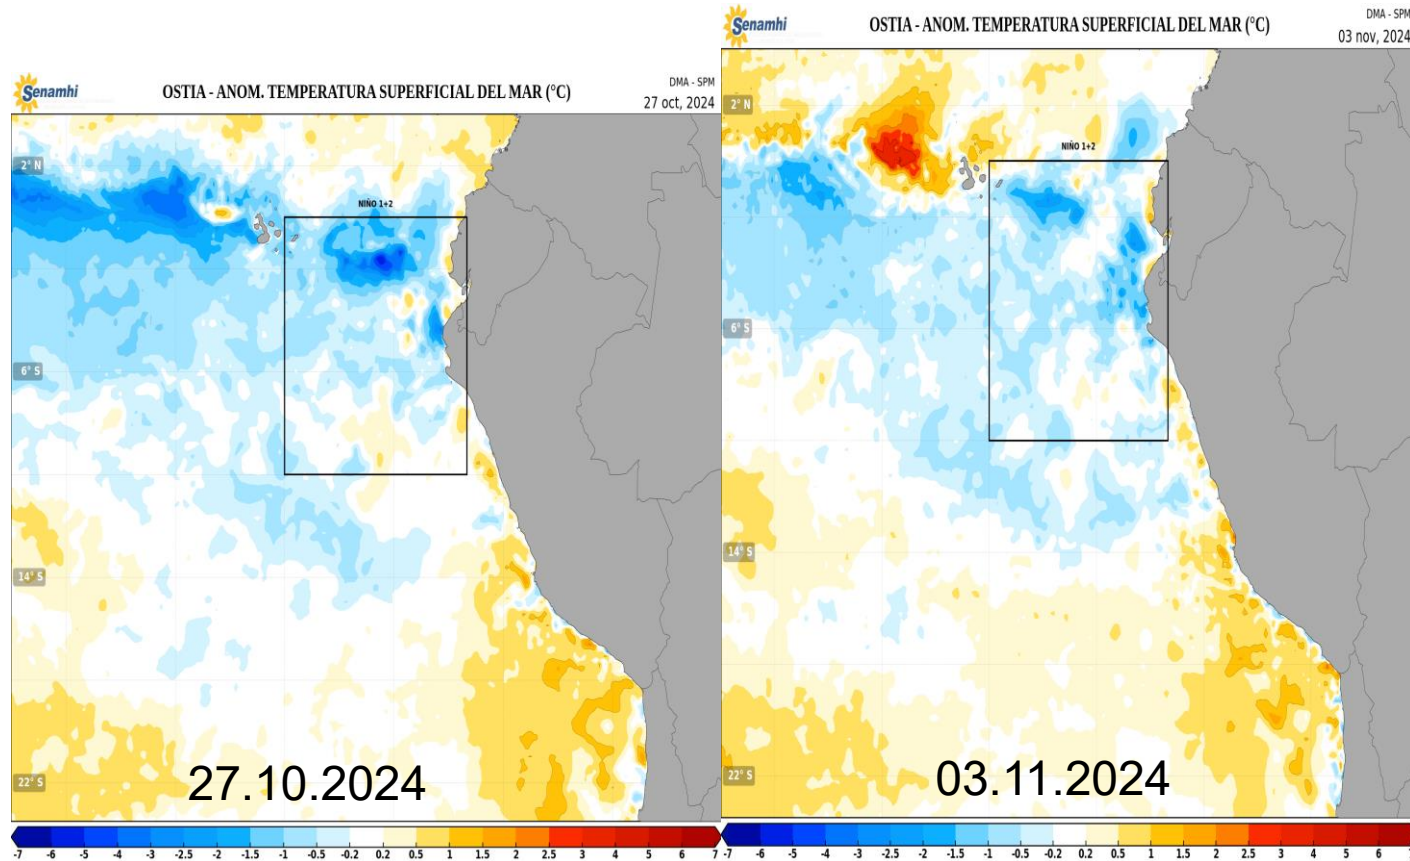 Senamhi
OSTIA - ANOM. TEMPERATURA SUPERFICIAL DEL MAR (°C)
DMA - SPM
27 oct, 2024
2° N
NIÑO 1+2
6° S
14° S
22° S
27.10.2024
-7 -6 -5 -4 -3 -2.5 -2 -1.5 -1 -0.5 -0.2 0.2 0.5 1 1.5 2 2.5 3 4 5 6 7
Senamhi
OSTIA - ANOM. TEMPERATURA SUPERFICIAL DEL MAR (°C)
DMA - SPM
03 nov, 2024
2° N
NIÑO 1+2
6° S
14° S
22° S
03.11.2024
-7 -6 -5 -4 -3 -2.5 -2 -1.5 -1 -0.5 -0.2 0.2 0.5 1 1.5 2 2.5 3 4 5 6